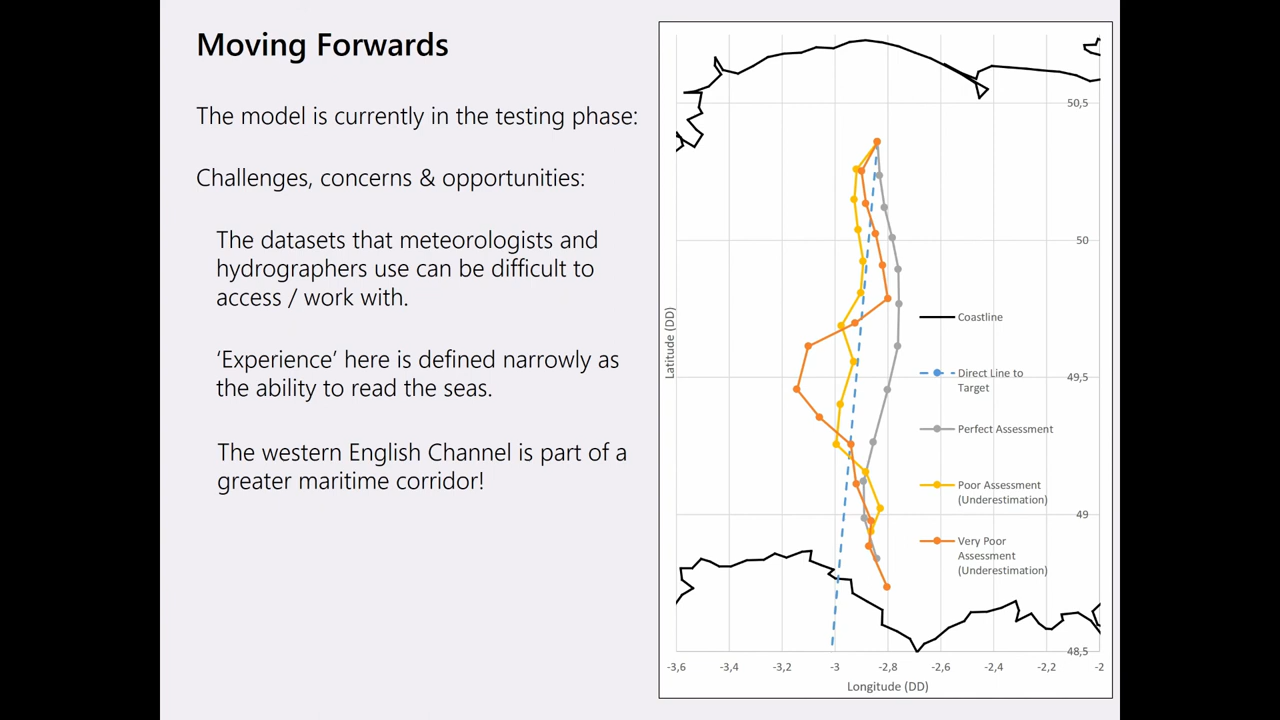 Moving Forwards
The model is currently in the testing phase:
Challenges, concerns & opportunities:
The datasets that meteorologists and
hydrographers use can be difficult to
access / work with.
‘Experience’ here is defined narrowly as
the ability to read the seas.
The western English Channel is part of a
greater maritime corridor!
50,5
50
49,5
49
48,5
Latitude (DD)
Coastline
Direct Line to
Target
Perfect Assessment
Poor Assessment
(Underestimation)
Very Poor
Assessment
(Underestimation)
-3,6 -3,4 -3,2 -3 -2,8 -2,6 -2,4 -2,2 -2
Longitude (DD)